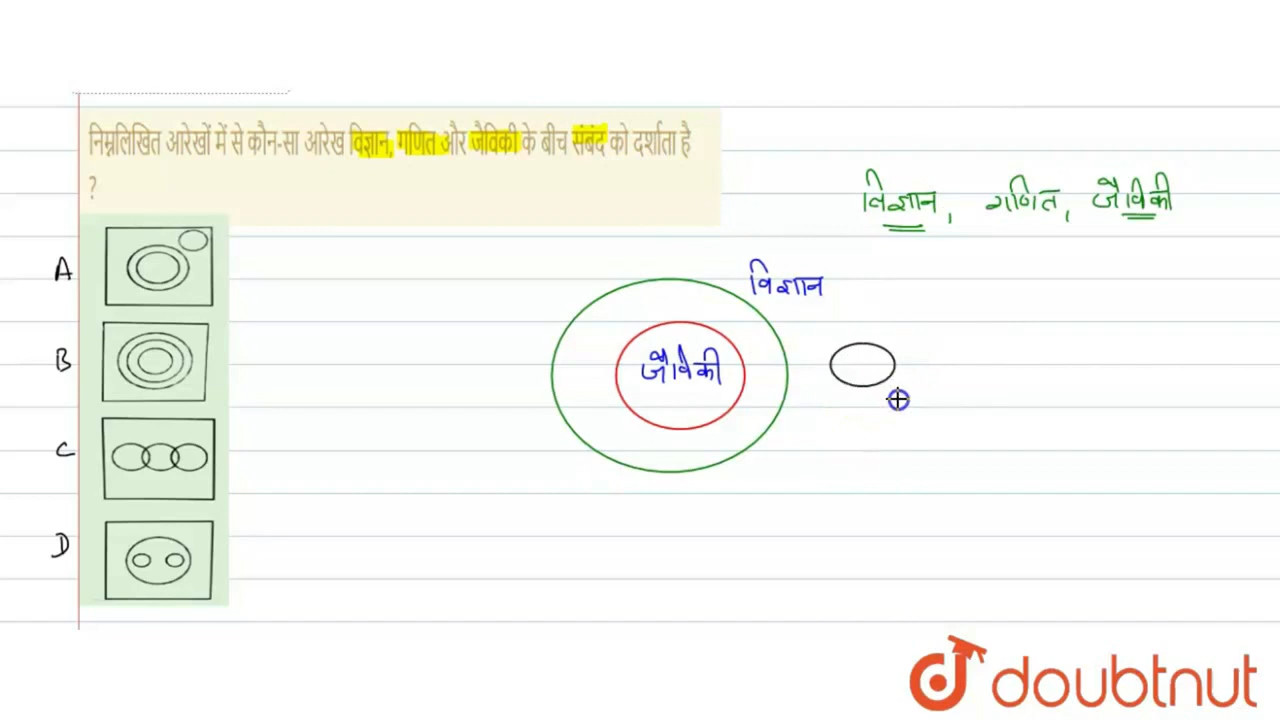 निम्नलिखित आरेखों में से कौन-सा आरेख विज्ञान, गणित और जैविकी के बीच संबंद को दर्शाता है
?
विज्ञान, गणित, जैविकी
A
विज्ञान
B
जैविकी
C
D
doubtnut